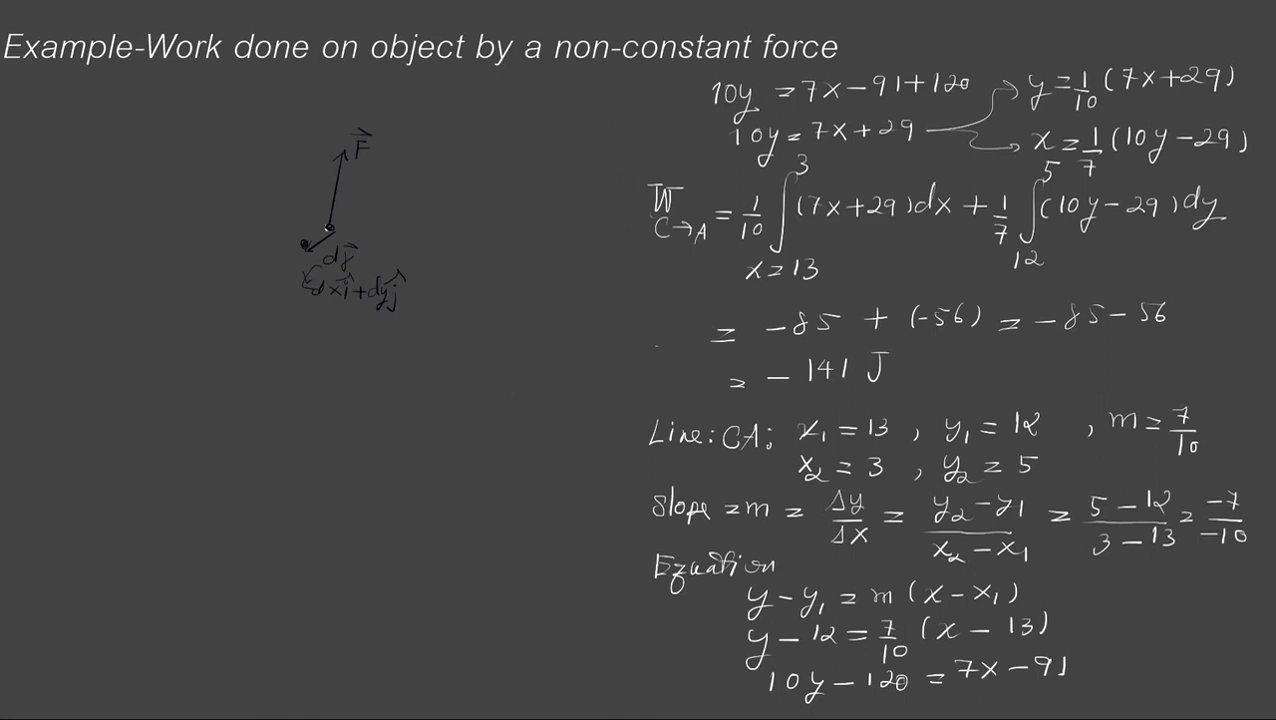 Example-Work done on object by a non-constant force
F⃗
dr⃗
dxî+dyĵ
10y = 7x-91+120
10y = 7x+29
y = 1/10 (7x+29)
x = 1/7 (10y-29)
W C→A = 1/10 ∫_{x=13}^{3} (7x+29)dx + 1/7 ∫_{12}^{5} (10y-29)dy
= -85 + (-56) = -85-56
= -141 J
Line: CA; x₁ = 13 , y₁ = 12 , m = 7/10
x₂ = 3 , y₂ = 5
Slope = m = Δy/Δx = (y₂-y₁)/(x₂-x₁) = (5-12)/(3-13) = -7/-10
Equation
y-y₁ = m(x-x₁)
y-12 = 7/10 (x-13)
10y-120 = 7x-91